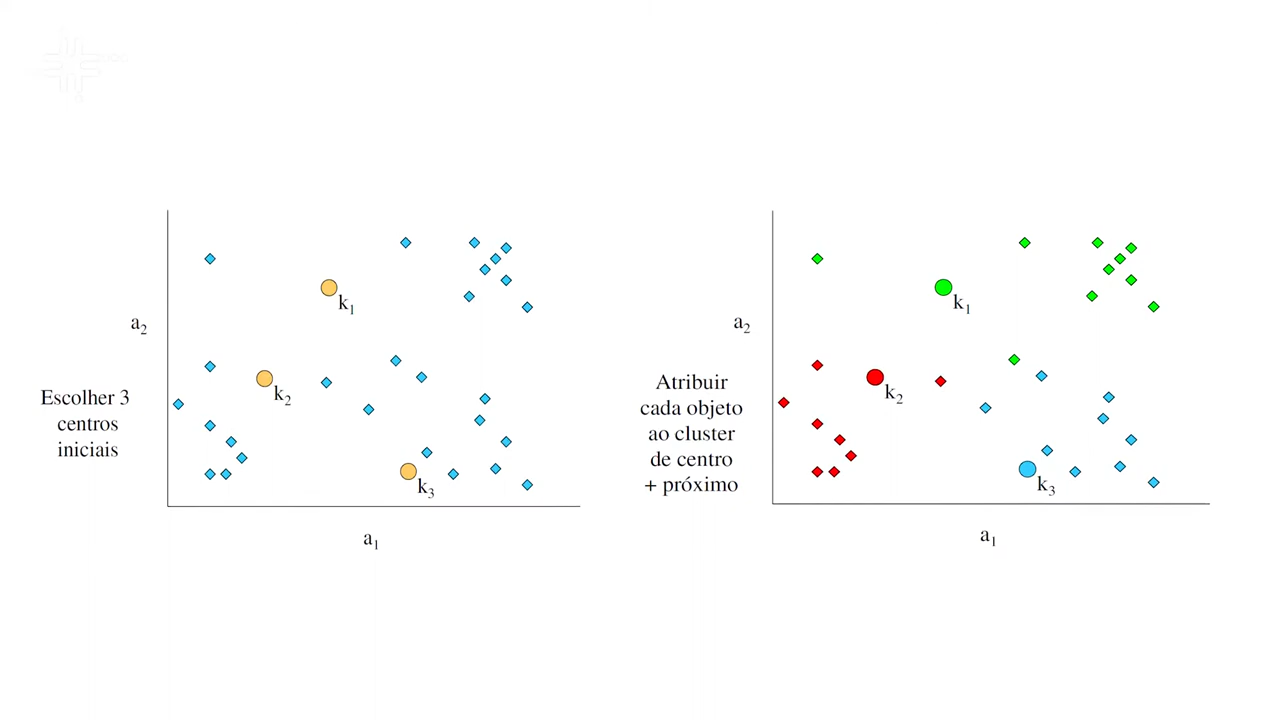 a₂
k₁
k₂
k₃
Escolher 3
centros
iniciais
a₁
a₂
k₁
k₂
k₃
Atribuir
cada objeto
ao cluster
de centro
+ próximo
a₁